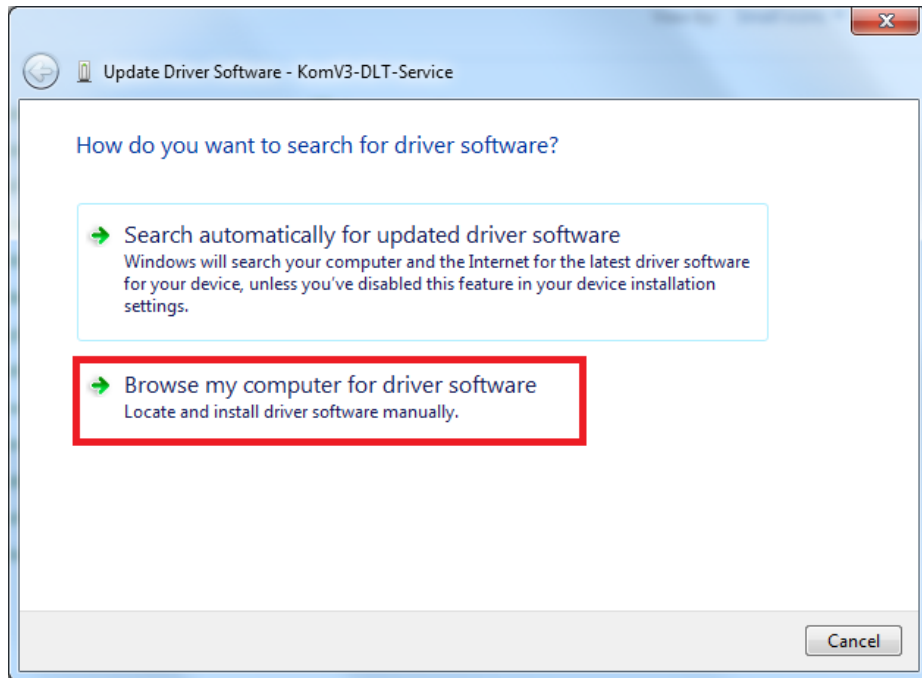 Update Driver Software - KomV3-DLT-Service
How do you want to search for driver software?
Search automatically for updated driver software
Windows will search your computer and the Internet for the latest driver software
for your device, unless you've disabled this feature in your device installation
settings.
Browse my computer for driver software
Locate and install driver software manually.
Cancel